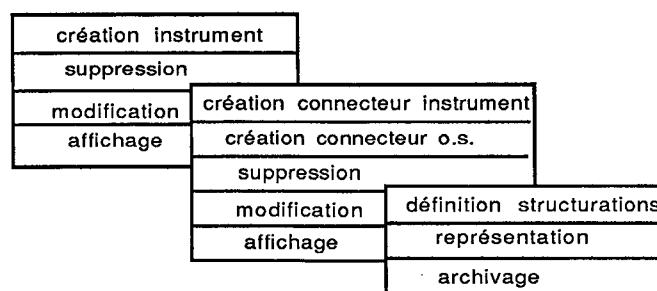 création instrument
suppression
modification
affichage
création connecteur instrument
création connecteur o.s.
suppression
modification
affichage
définition structurations
représentation
archivage